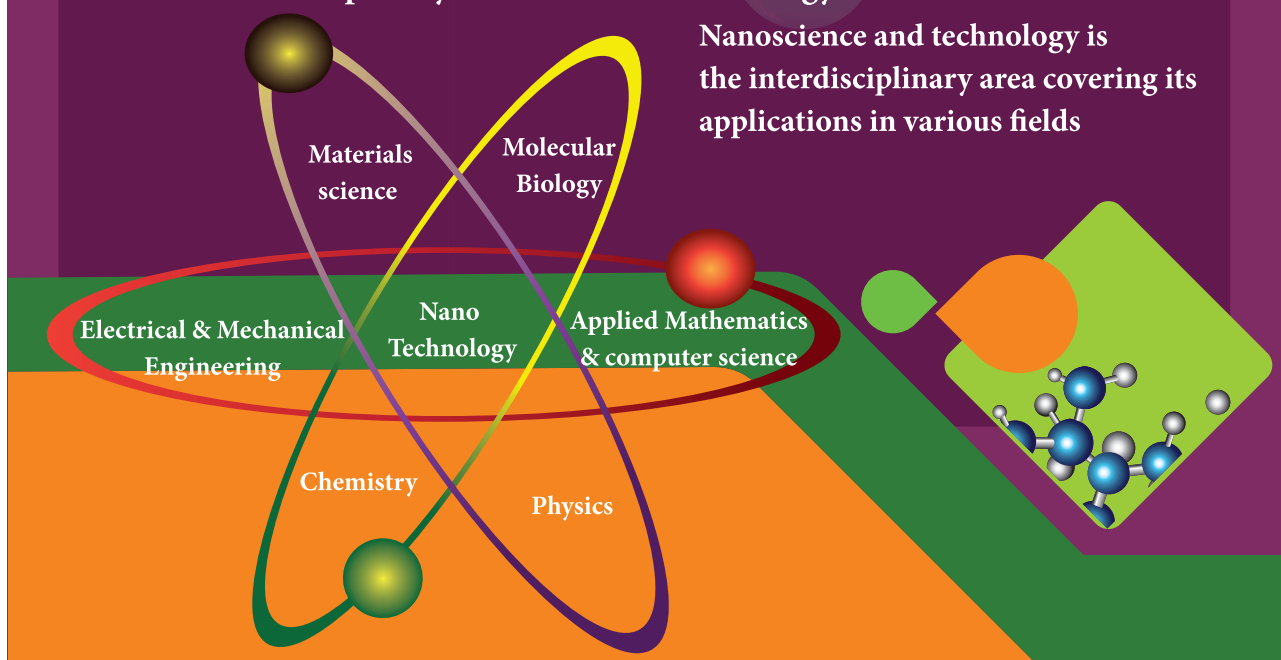 Nanoscience and technology is
the interdisciplinary area covering its
applications in various fields
Materials
science
Molecular
Biology
Electrical & Mechanical
Engineering
Nano
Technology
Applied Mathematics
& computer science
Chemistry
Physics